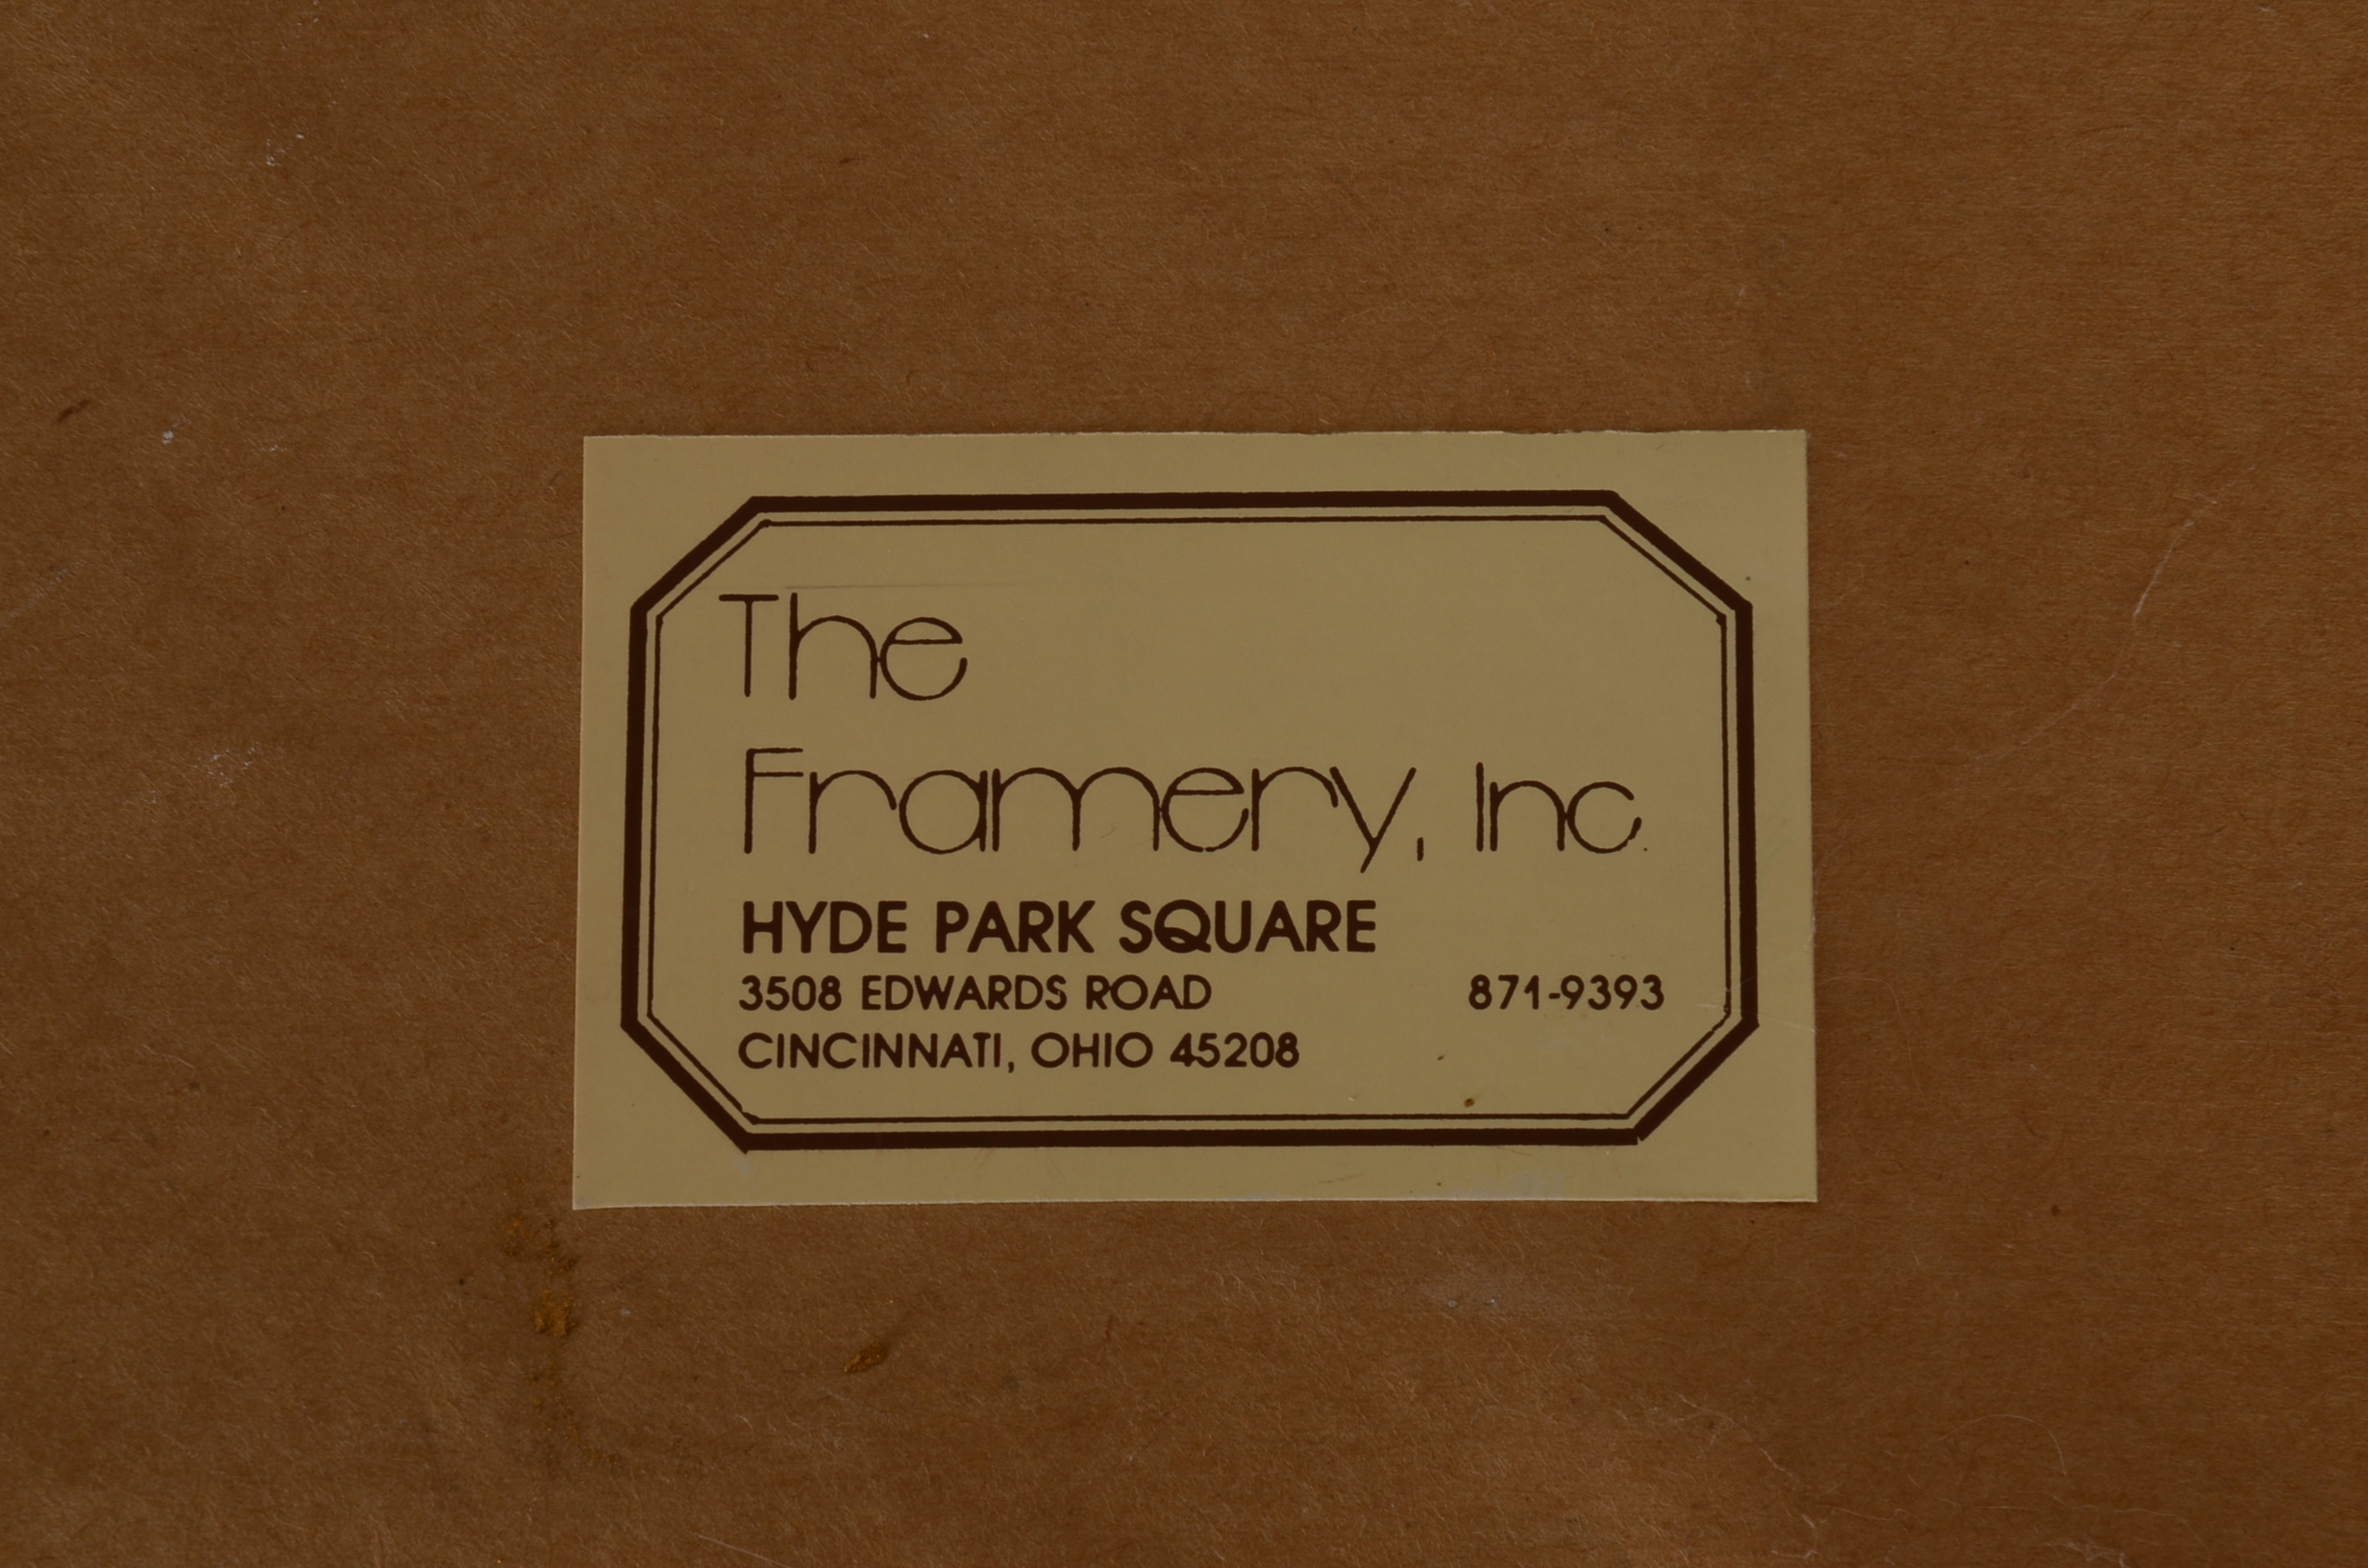 The
Framery, Inc.
HYDE PARK SQUARE
3508 EDWARDS ROAD 871-9393
CINCINNATI, OHIO 45208